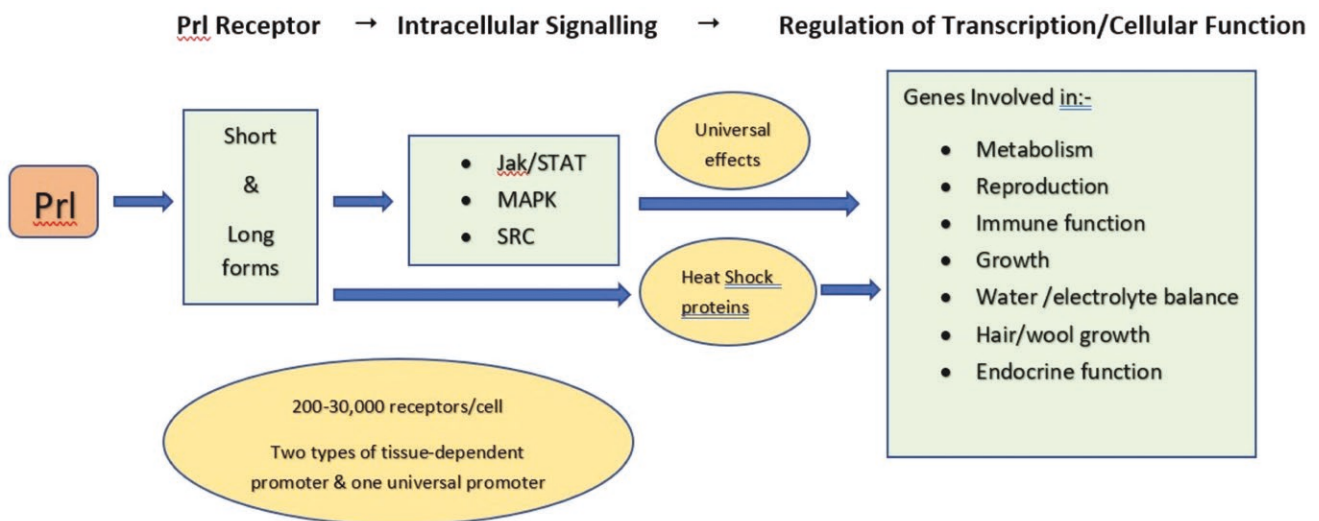 Prl Receptor → Intracellular Signalling → Regulation of Transcription/Cellular Function
Prl
Short
&
Long
forms
• Jak/STAT
• MAPK
• SRC
Universal
effects
Heat Shock
proteins
Genes Involved in:-
• Metabolism
• Reproduction
• Immune function
• Growth
• Water /electrolyte balance
• Hair/wool growth
• Endocrine function
200-30,000 receptors/cell
Two types of tissue-dependent
promoter & one universal promoter